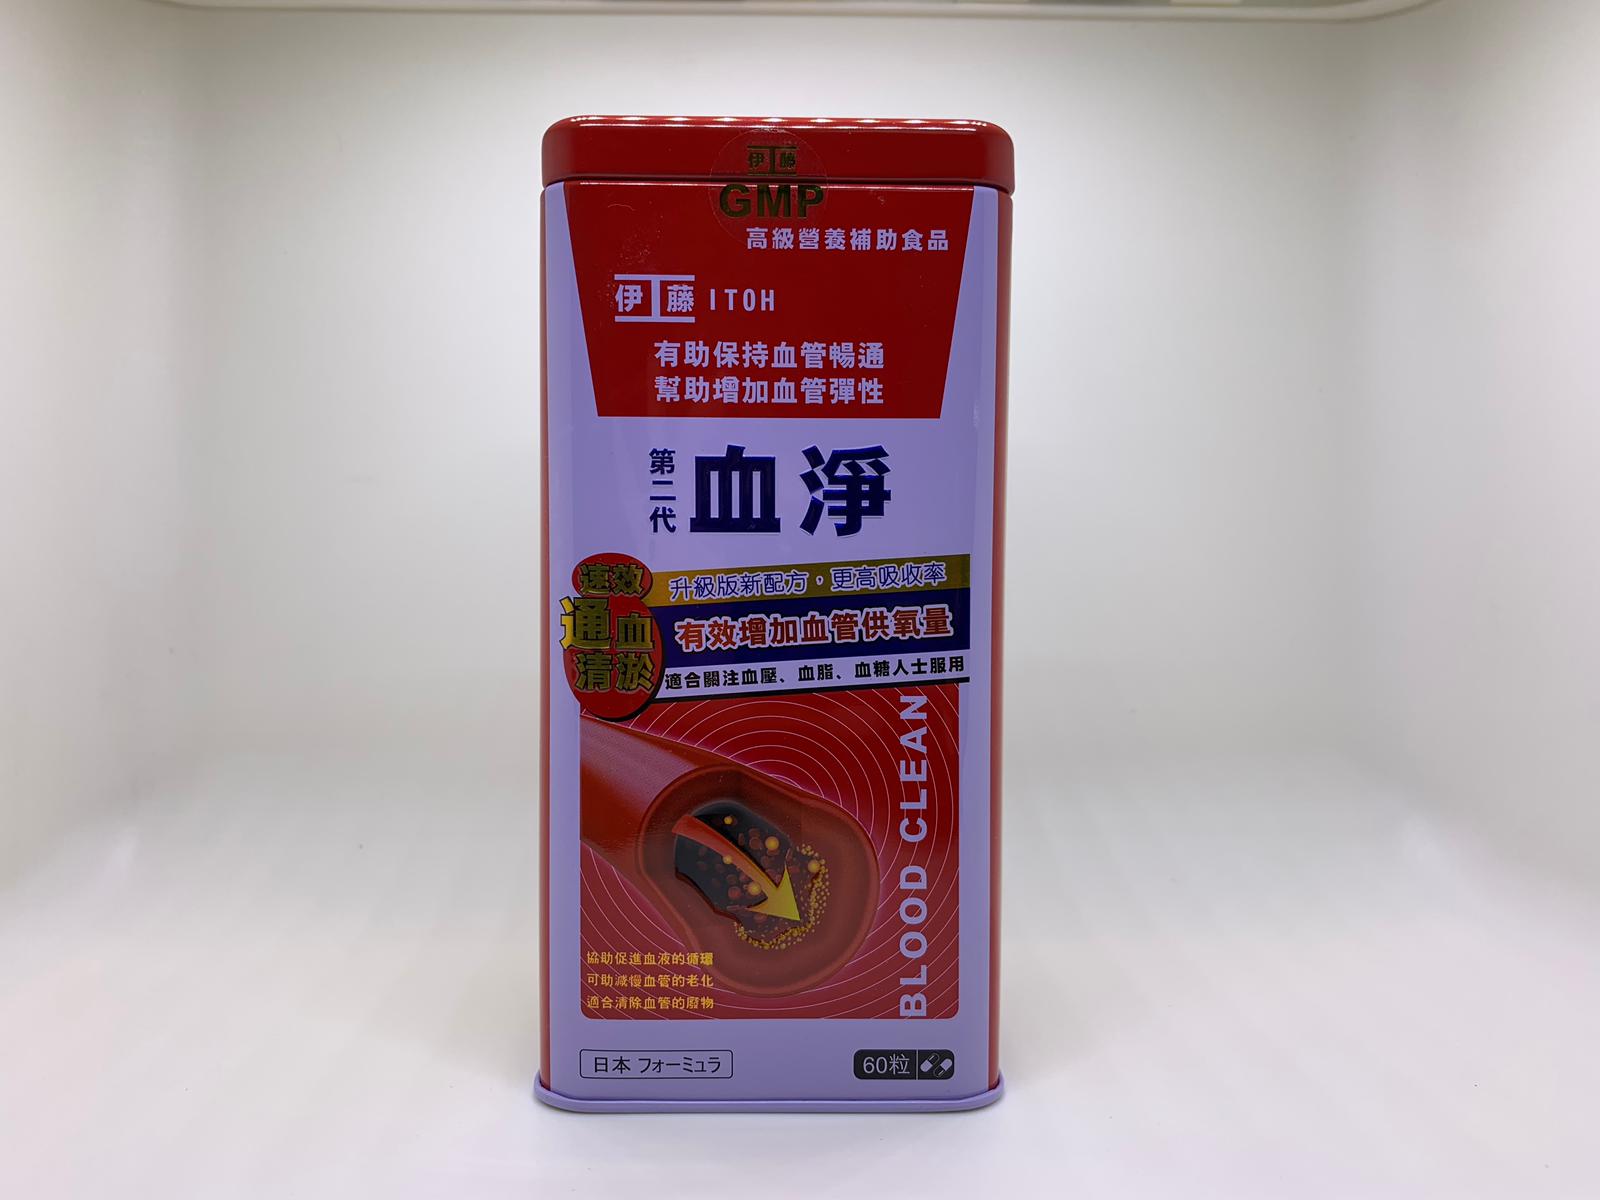 伊藤
GMP
高級營養補助食品
伊藤 ITOH
有助保持血管暢通
幫助增加血管彈性
第二代
血淨
速效
通血
清淤
升級版新配方，更高吸收率
有效增加血管供氧量
適合關注血壓、血脂、血糖人士服用
BLOOD CLEAN
協助促進血液的循環
可助減慢血管的老化
適合清除血管的廢物
日本 フォーミュラ
60粒